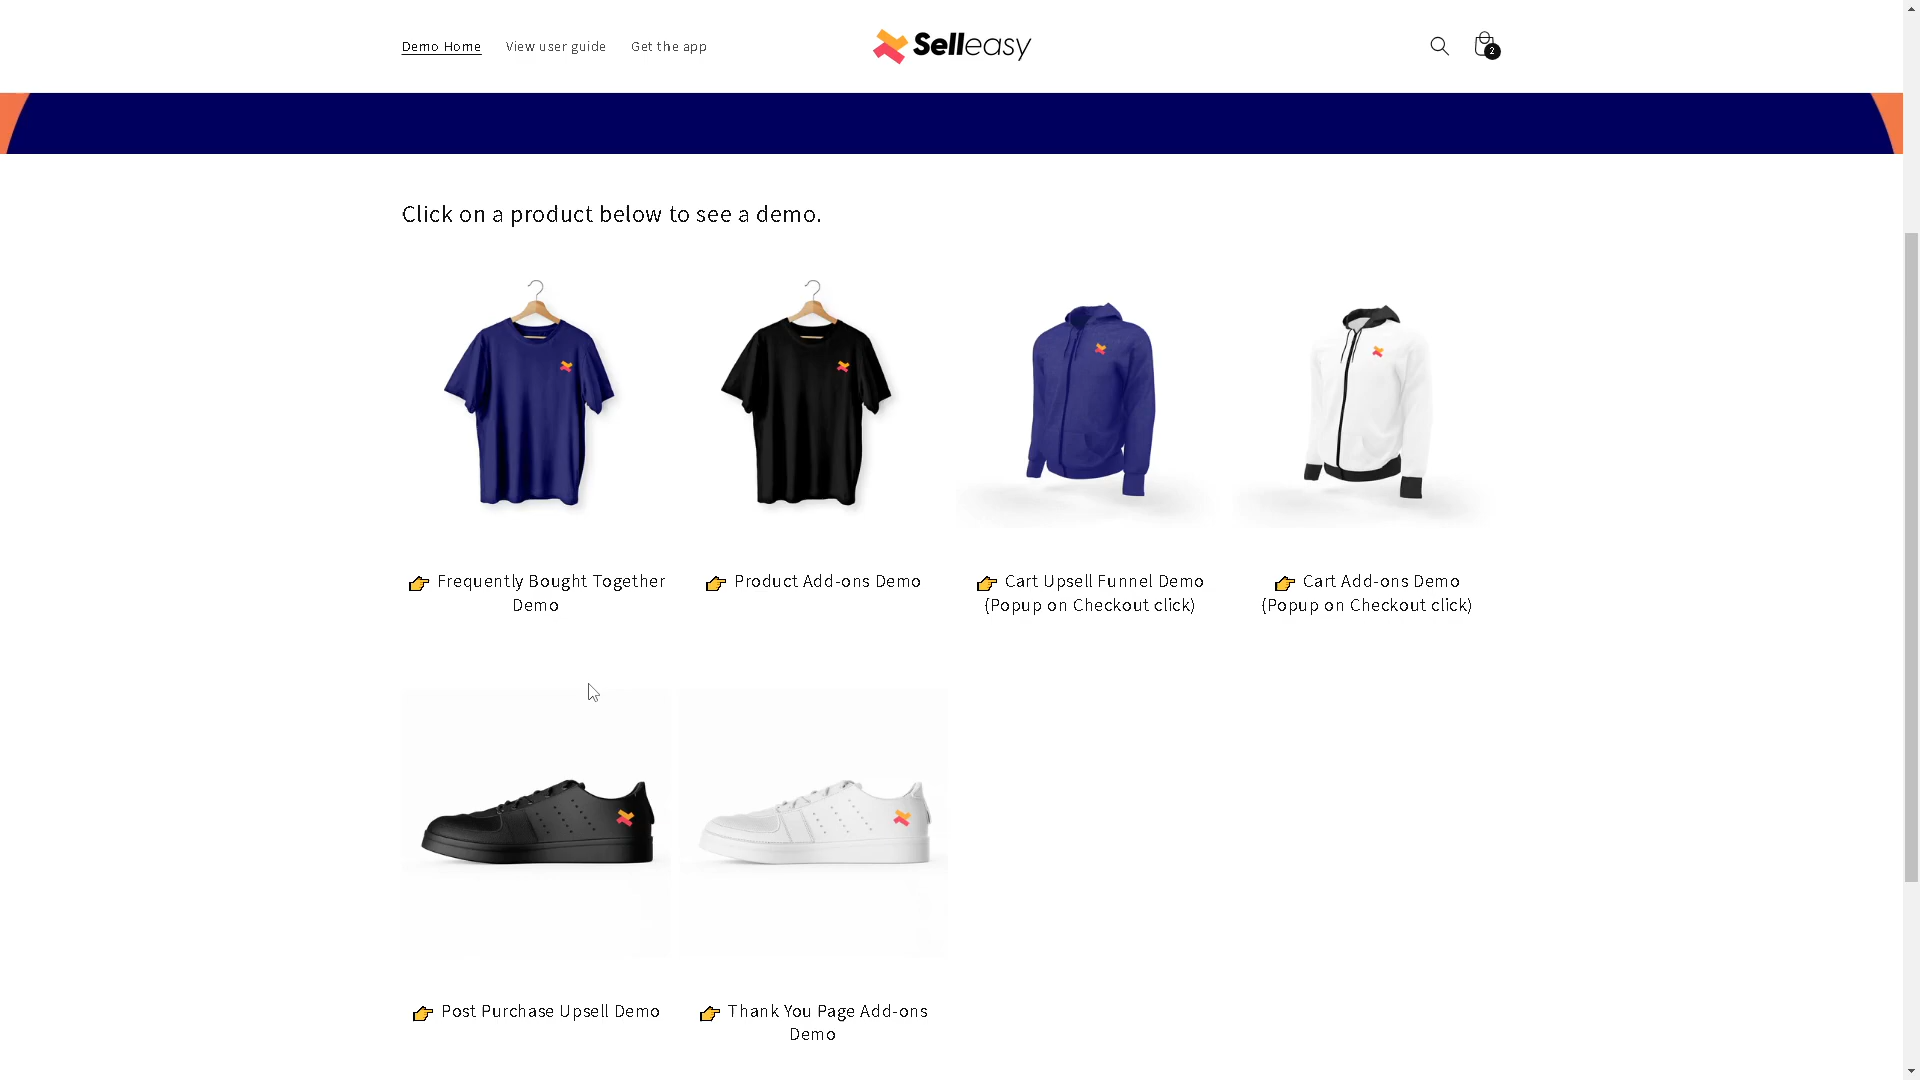 Demo Home
View user guide
Get the app
Selleasy
2
Click on a product below to see a demo.
👉 Frequently Bought Together
Demo
👉 Product Add-ons Demo
👉 Cart Upsell Funnel Demo
(Popup on Checkout click)
👉 Cart Add-ons Demo
(Popup on Checkout click)
👉 Post Purchase Upsell Demo
👉 Thank You Page Add-ons
Demo